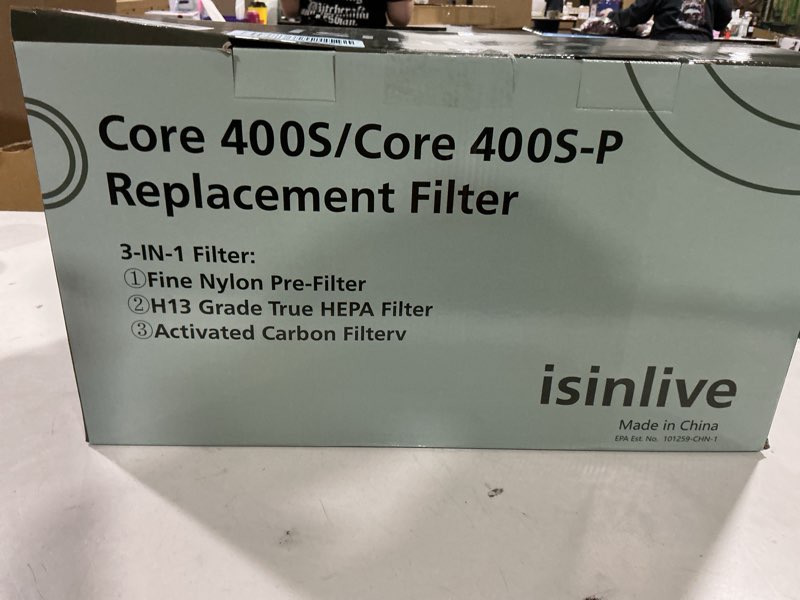 Core 400S/Core 400S-P
Replacement Filter
3-IN-1 Filter:
①Fine Nylon Pre-Filter
②H13 Grade True HEPA Filter
③Activated Carbon Filterv
isinlive
Made in China
EPA Est. No. 101259-CHN-1